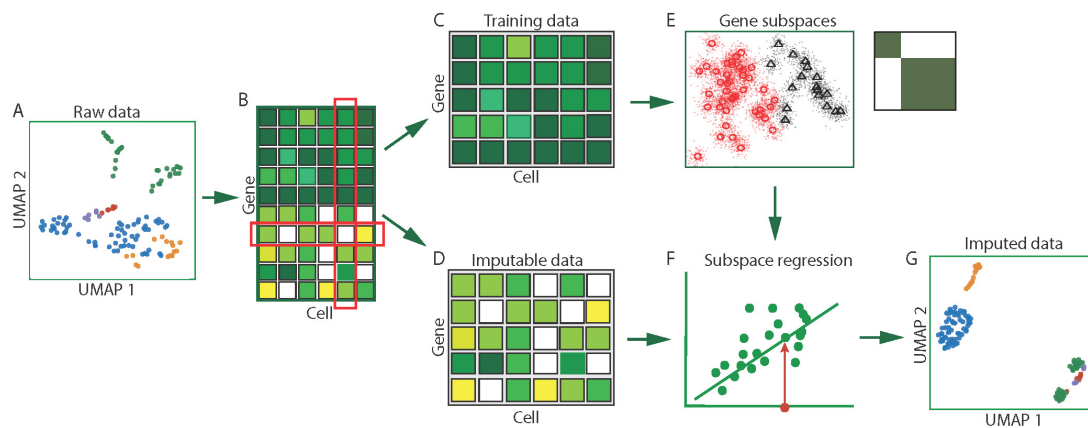 A
Raw data
UMAP 2
UMAP 1
B
Gene
Cell
C
Training data
Gene
Cell
D
Imputable data
Gene
Cell
E
Gene subspaces
F
Subspace regression
G
Imputed data
UMAP 2
UMAP 1